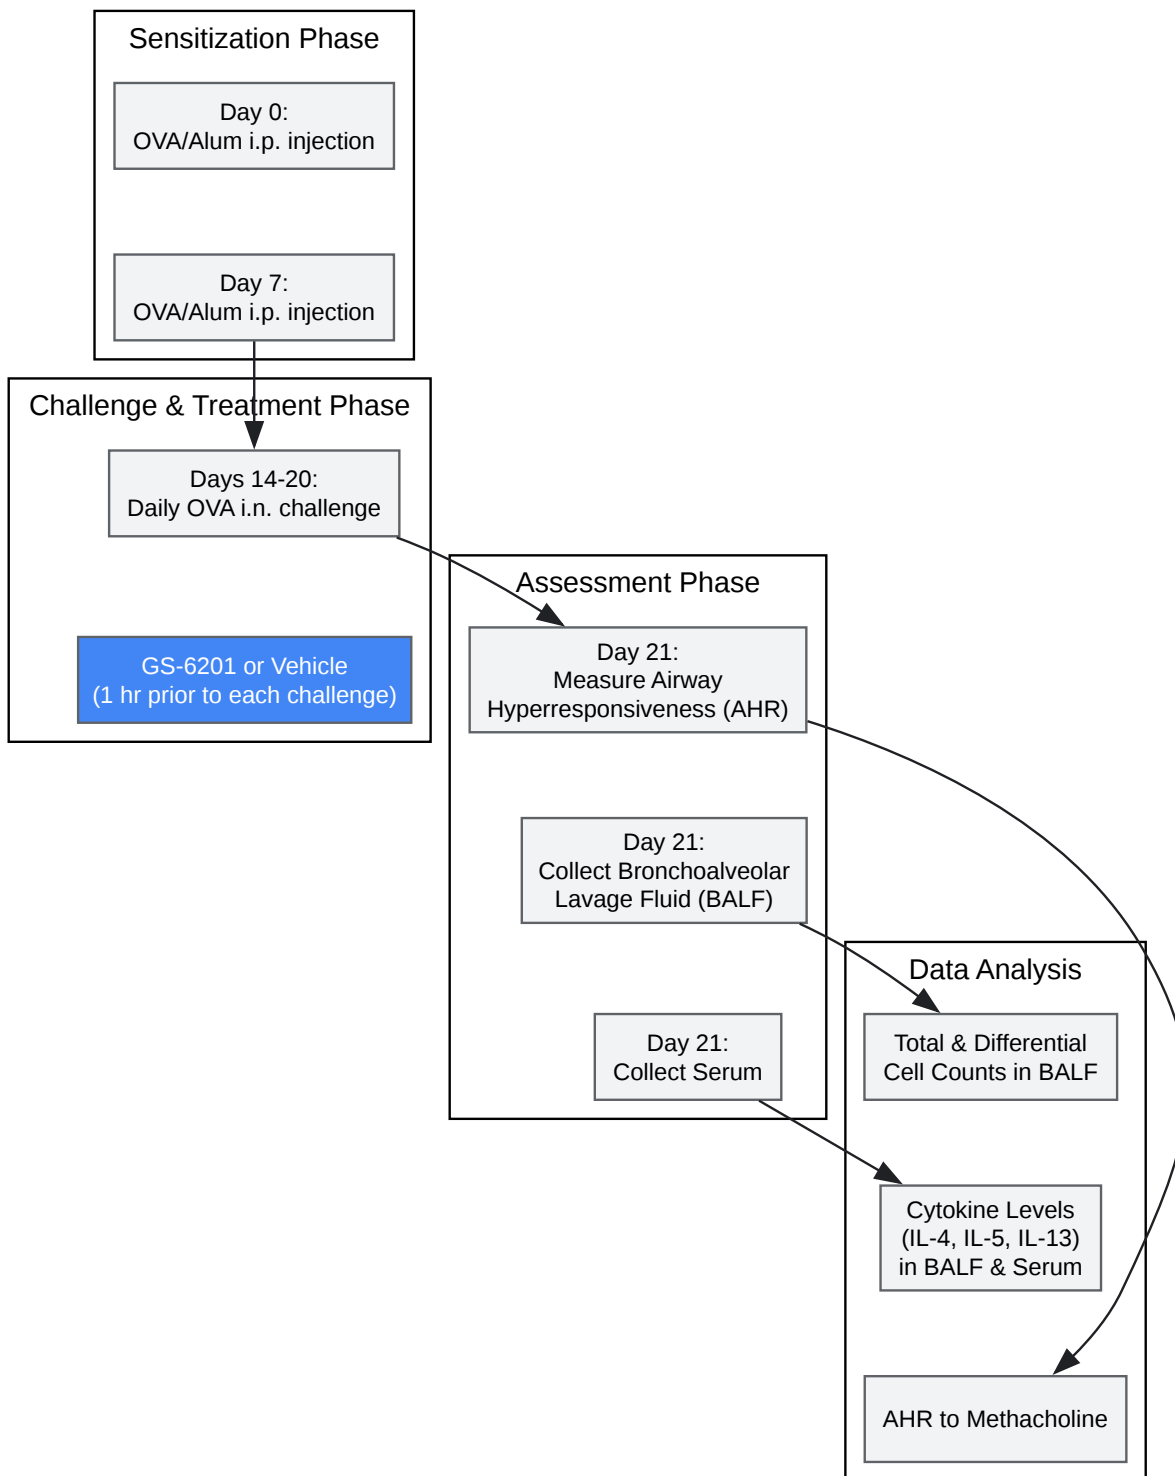 Sensitization Phase
Day 0:
OVA/Alum i.p. injection
Day 7:
OVA/Alum i.p. injection
Challenge & Treatment Phase
Days 14-20:
Daily OVA i.n. challenge
GS-6201 or Vehicle
(1 hr prior to each challenge)
Assessment Phase
Day 21:
Measure Airway
Hyperresponsiveness (AHR)
Day 21:
Collect Bronchoalveolar
Lavage Fluid (BALF)
Day 21:
Collect Serum
Data Analysis
Total & Differential
Cell Counts in BALF
Cytokine Levels
(IL-4, IL-5, IL-13)
in BALF & Serum
AHR to Methacholine